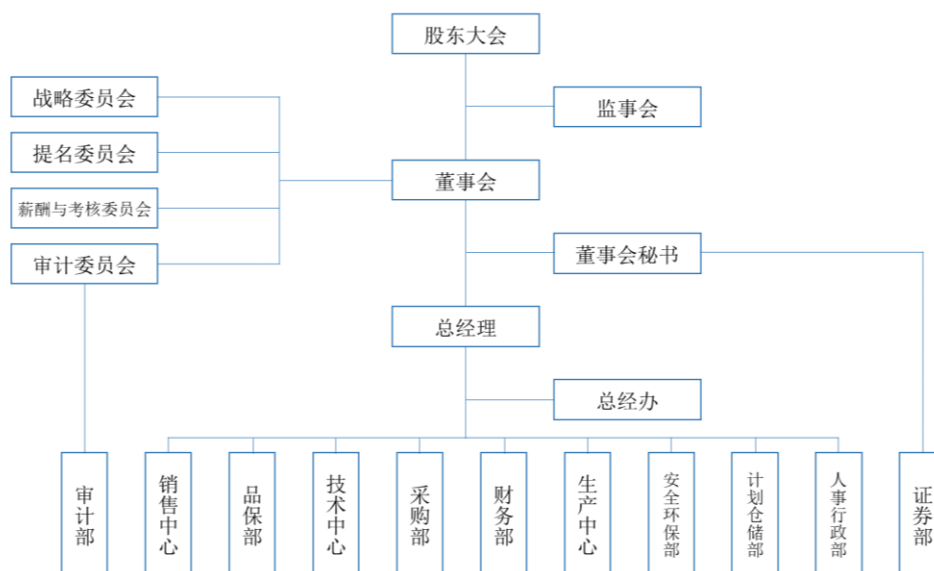 股东大会
战略委员会
监事会
提名委员会
董事会
薪酬与考核委员会
董事会秘书
审计委员会
总经理
总经办
审计部
销售中心
品保部
技术中心
采购部
财务部
生产中心
安全环保部
计划仓储部
人事行政部
证券部